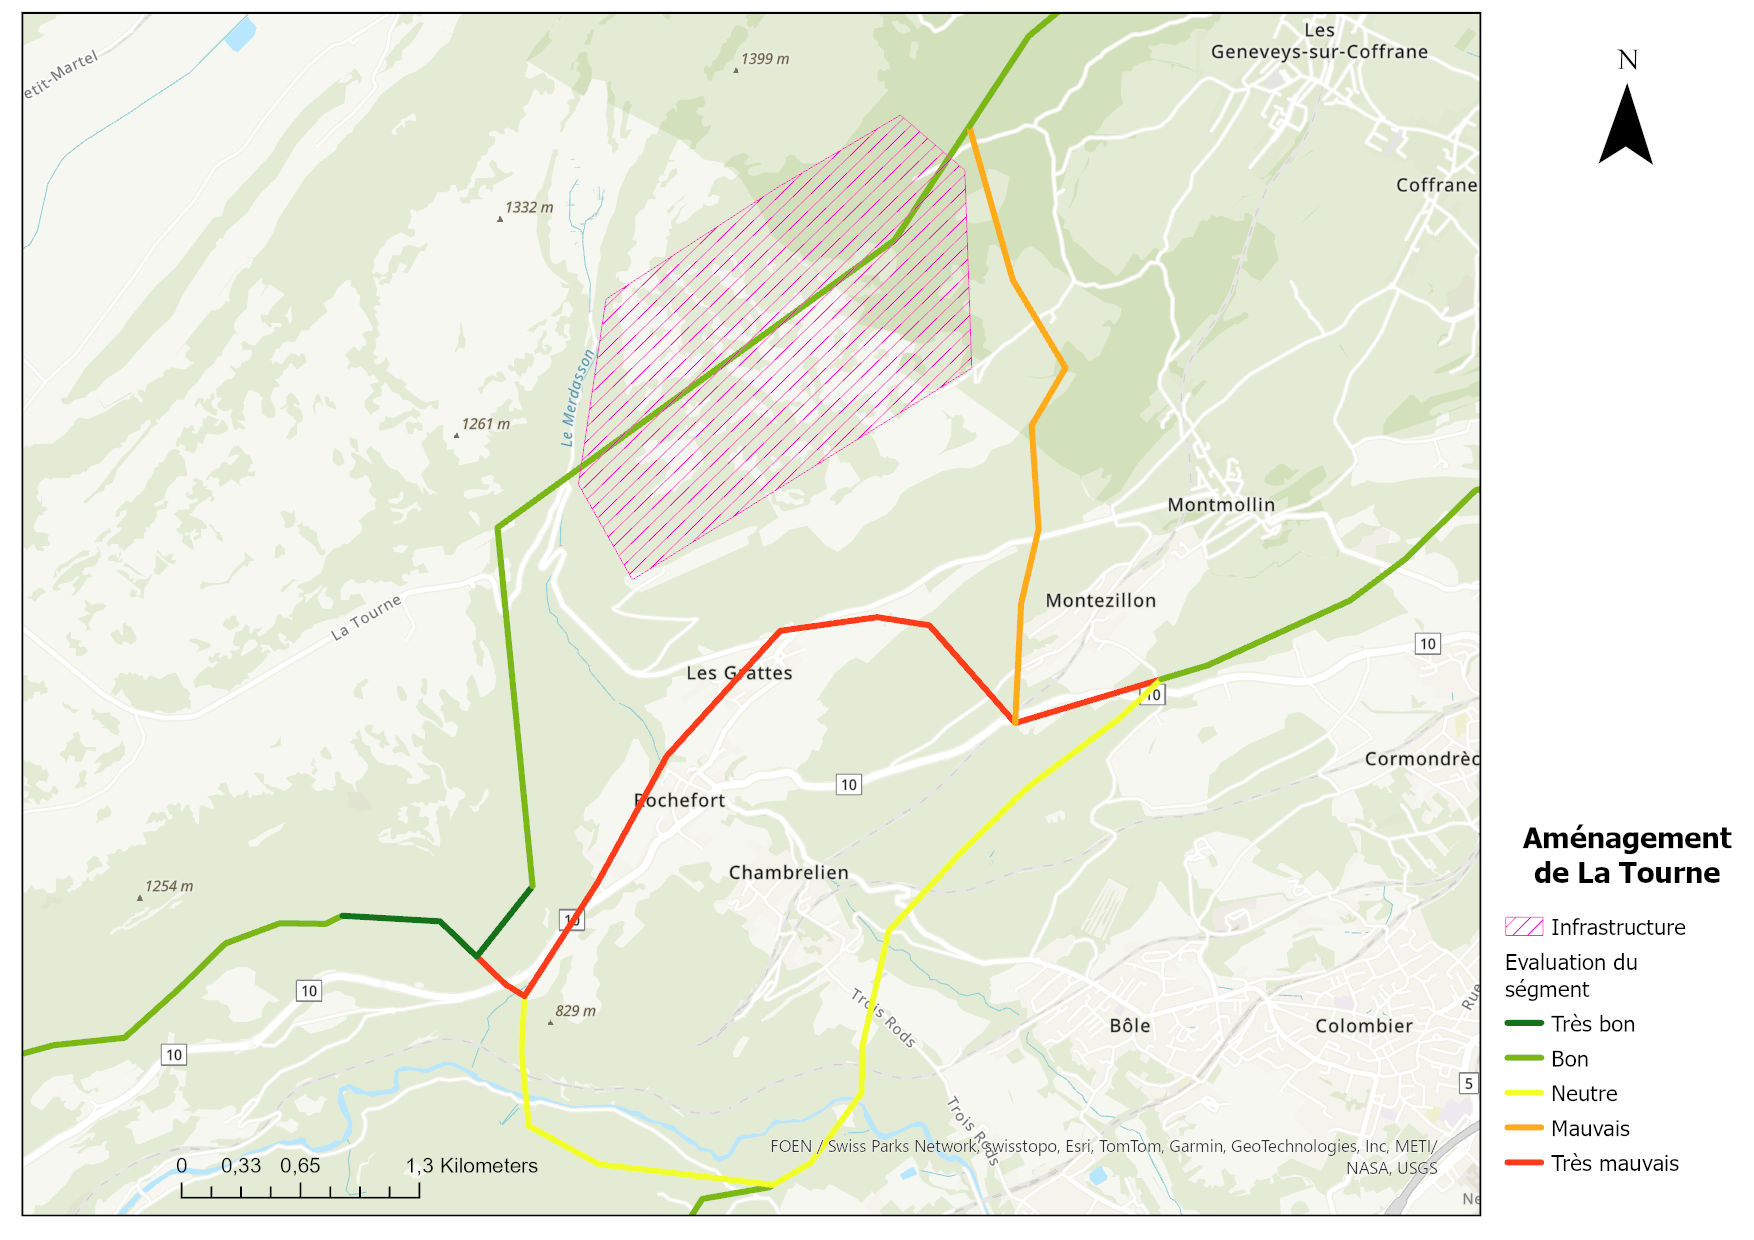 Les
Geneveys-sur-Coffrane
N
etit-Martel
1399 m
Coffrane
1332 m
Le Merdasson
1261 m
Montmollin
La Tourne
Montezillon
10
Les Grattes
10
Cormondrèc
10
Rochefort
Chambrelien
Aménagement
de La Tourne
1254 m
10
Infrastructure
Evaluation du
ségment
10
829 m
Trois Rods
Rue
Bôle
Colombier
Très bon
10
Bon
5
Neutre
Trois Rods
Mauvais
FOEN / Swiss Parks Network, swisstopo, Esri, TomTom, Garmin, GeoTechnologies, Inc, METI/
NASA, USGS
0 0,33 0,65 1,3 Kilometers
Très mauvais
Ne